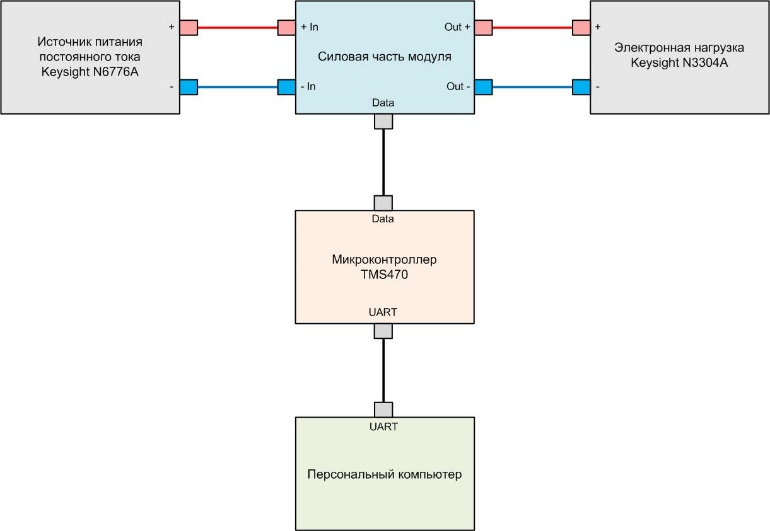 Источник питания
постоянного тока
Keysight N6776A
+
-
+ In
- In
Силовая часть модуля
Out +
Out -
Data
+
-
Электронная нагрузка
Keysight N3304A
Data
Микроконтроллер
TMS470
UART
UART
Персональный компьютер